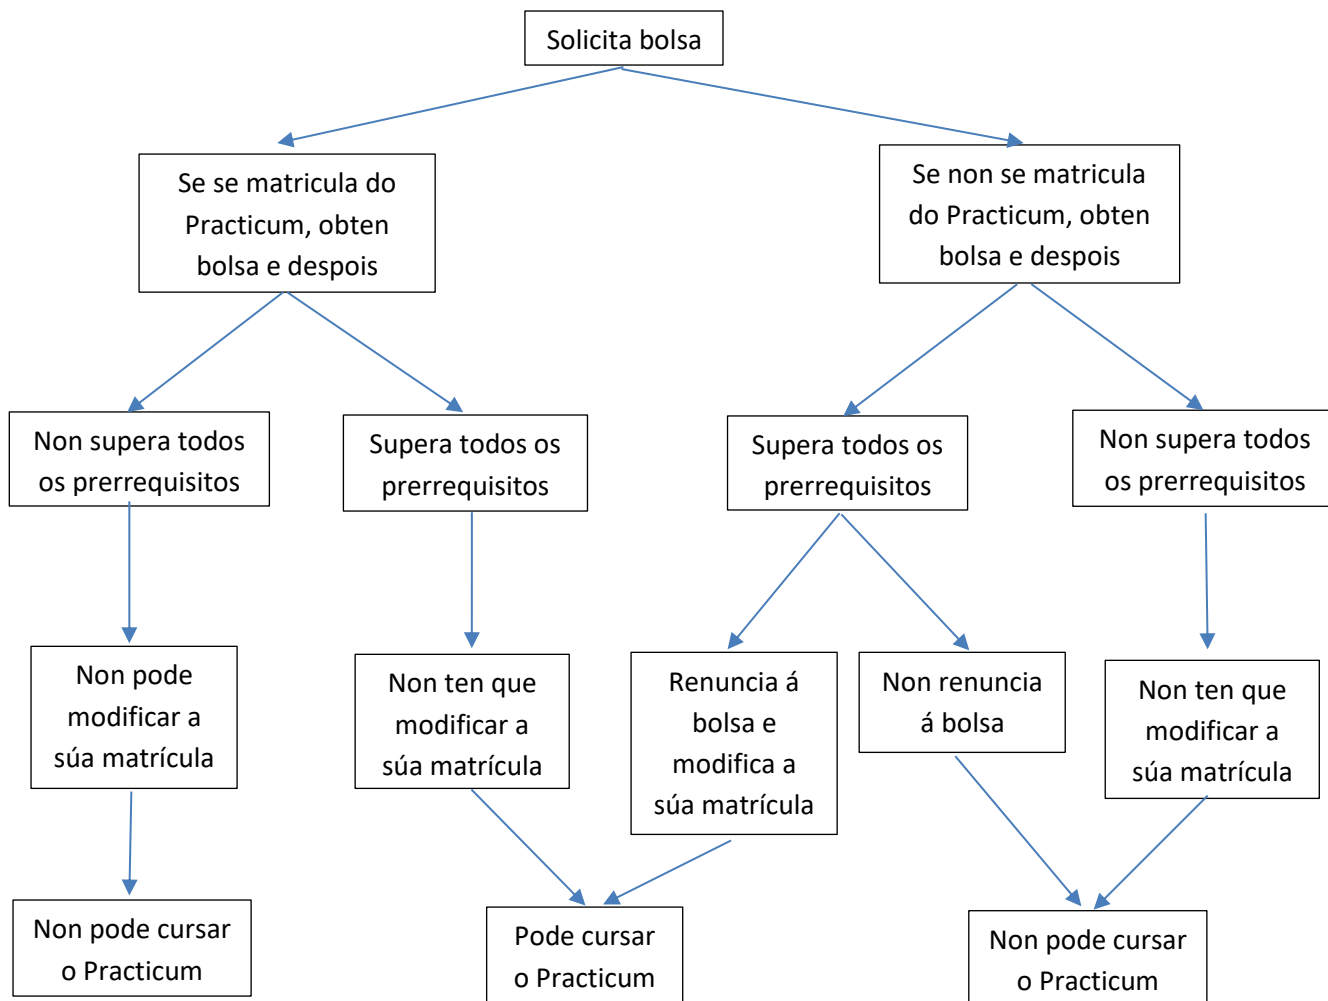 Solicita bolsa
Se se matricula do
Practicum, obten
bolsa e despois
Se non se matricula
do Practicum, obten
bolsa e despois
Non supera todos
os prerrequisitos
Supera todos os
prerrequisitos
Supera todos os
prerrequisitos
Non supera todos
os prerrequisitos
Non pode
modificar a
súa matrícula
Non ten que
modificar a
súa matrícula
Renuncia á
bolsa e
modifica a
súa matrícula
Non renuncia
á bolsa
Non ten que
modificar a
súa matrícula
Non pode cursar
o Practicum
Pode cursar
o Practicum
Non pode cursar
o Practicum